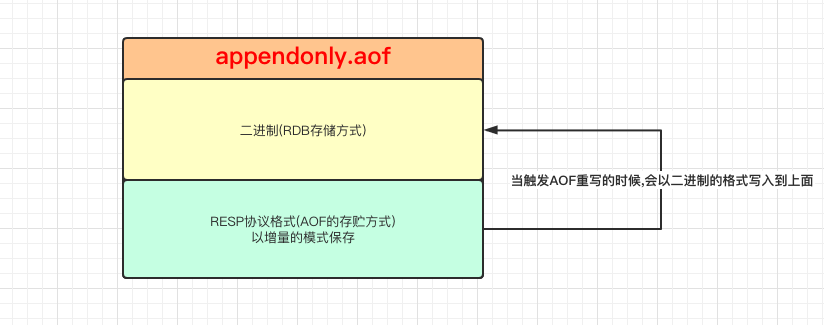 appendonly.aof
二进制(RDB存储方式)
当触发AOF重写的时候,会以二进制的格式写入到上面
RESP协议格式(AOF的存贮方式)
以增量的模式保存